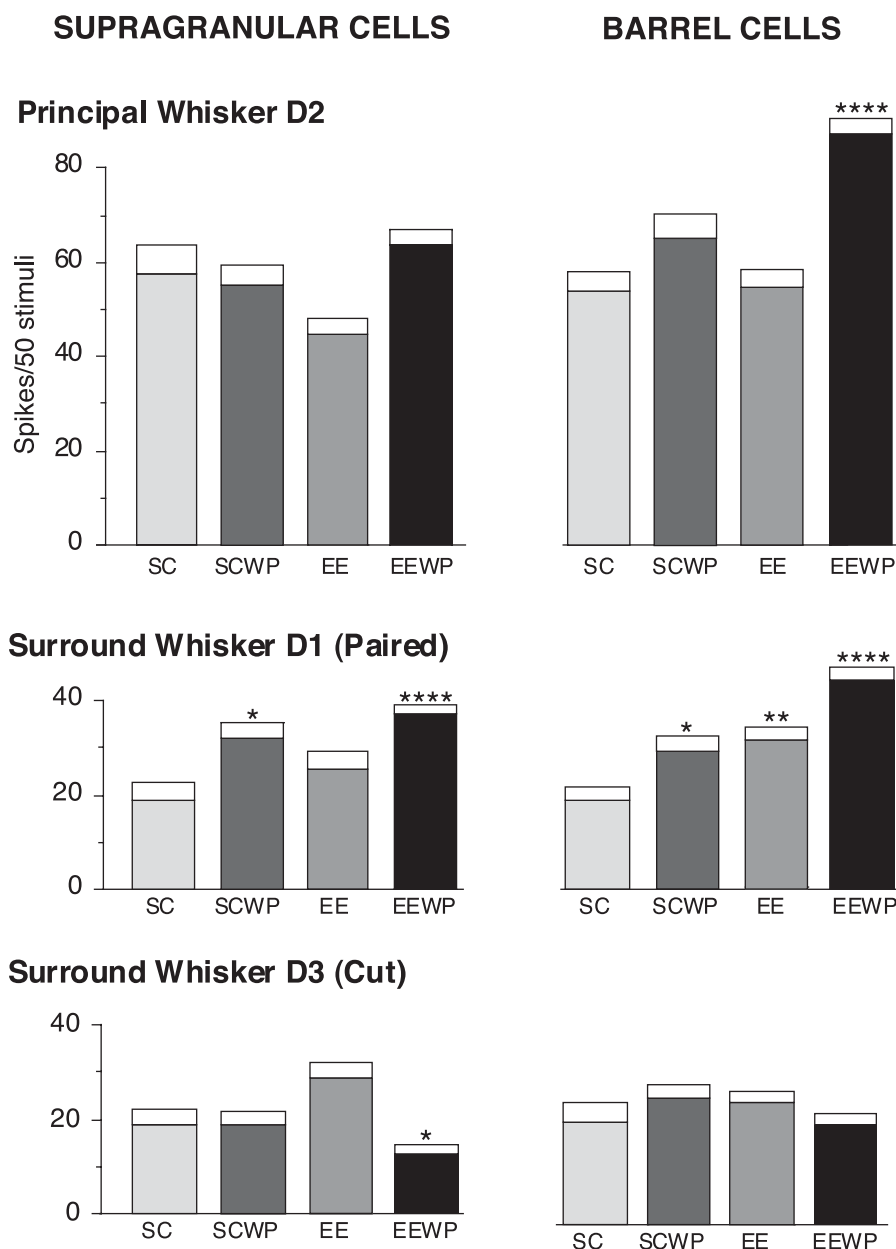 SUPRAGRANULAR CELLS
BARREL CELLS
Principal Whisker D2
****
80
60
40
20
0
Spikes/50 stimuli
SC SCWP EE EEWP
SC SCWP EE EEWP
Surround Whisker D1 (Paired)
40
20
0
* ****
* ** ****
SC SCWP EE EEWP
SC SCWP EE EEWP
Surround Whisker D3 (Cut)
40
20
0
*
SC SCWP EE EEWP
SC SCWP EE EEWP